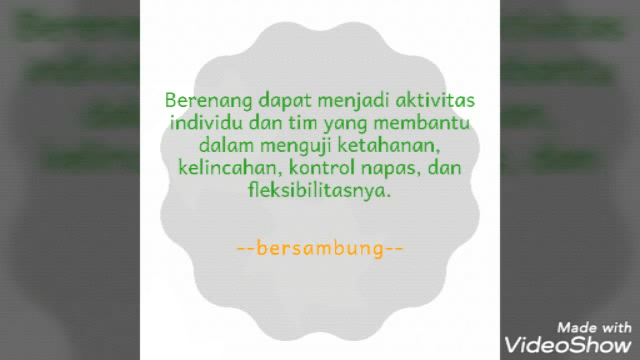 Berenang dapat menjadi aktivitas
individu dan tim yang membantu
dalam menguji ketahanan,
kelincahan, kontrol napas, dan
fleksibilitasnya.
--bersambung--
Made with
VideoShow